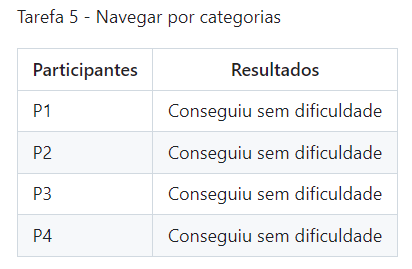 Tarefa 5 - Navegar por categorias
Participantes Resultados
P1 Conseguiu sem dificuldade
P2 Conseguiu sem dificuldade
P3 Conseguiu sem dificuldade
P4 Conseguiu sem dificuldade